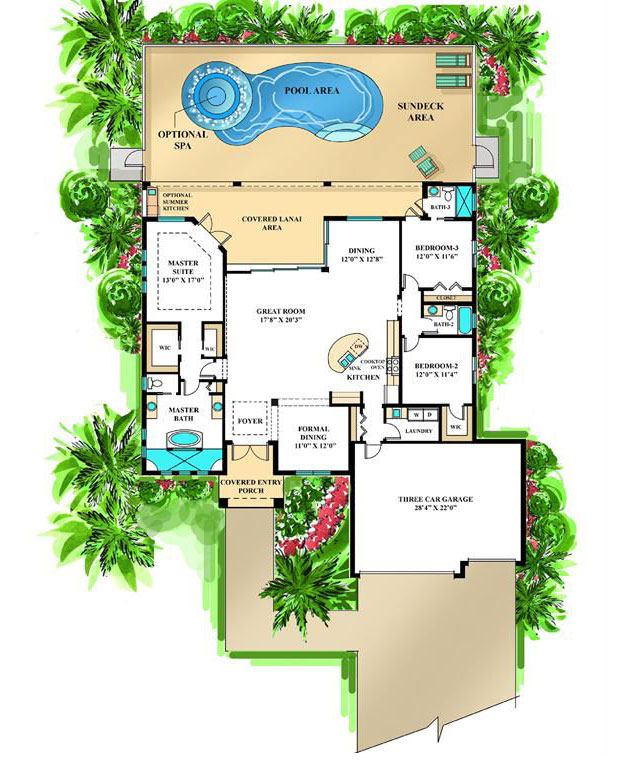 POOL AREA
SUNDECK
AREA
OPTIONAL
SPA
OPTIONAL
SUMMER
KITCHEN
COVERED LANAI
AREA
BATH-3
DINING
12'0" X 12'8"
BEDROOM-3
12'0" X 11'6"
MASTER
SUITE
13'0" X 17'0"
CLOSET
GREAT ROOM
17'8" X 20'3"
BATH-2
WIC
WIC
DW
SINK
COOKTOP
OVEN
KITCHEN
BEDROOM-2
12'0" X 11'4"
MASTER
BATH
FOYER
FORMAL
DINING
11'0" X 12'0"
W D
LAUNDRY
WIC
COVERED ENTRY
PORCH
THREE CAR GARAGE
28'4" X 22'0"